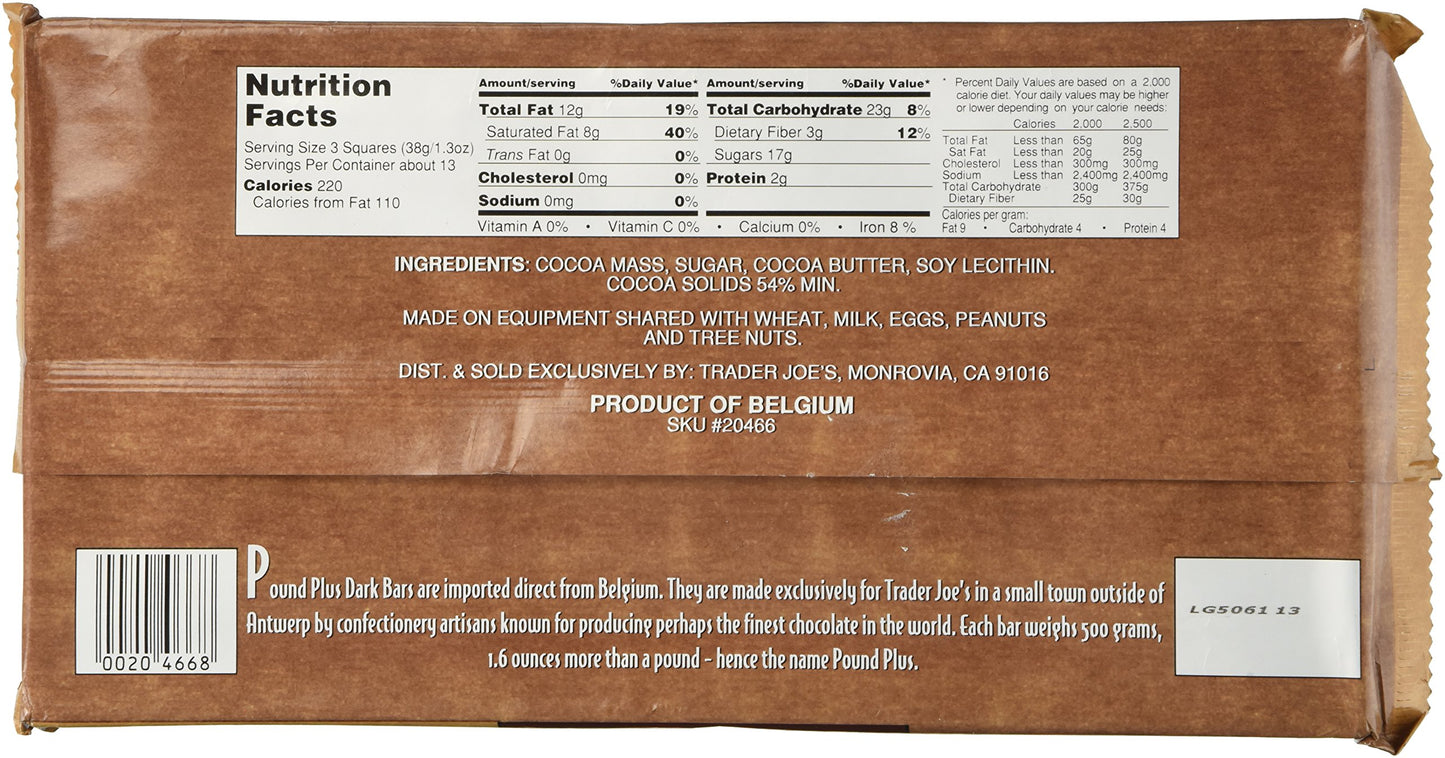 Nutrition
Facts
Serving Size 3 Squares (38g/1.3oz)
Servings Per Container about 13
Calories 220
Calories from Fat 110
Amount/serving %Daily Value*
Total Fat 12g 19%
Saturated Fat 8g 40%
Trans Fat 0g 0%
Cholesterol 0mg 0%
Sodium 0mg 0%
Amount/serving %Daily Value*
Total Carbohydrate 23g 8%
Dietary Fiber 3g 12%
Sugars 17g
Protein 2g
Vitamin A 0% • Vitamin C 0% • Calcium 0% • Iron 8 %
* Percent Daily Values are based on a 2,000
calorie diet. Your daily values may be higher
or lower depending on your calorie needs:
Calories 2,000 2,500
Total Fat Less than 65g 80g
Sat Fat Less than 20g 25g
Cholesterol Less than 300mg 300mg
Sodium Less than 2,400mg 2,400mg
Total Carbohydrate 300g 375g
Dietary Fiber 25g 30g
Calories per gram:
Fat 9 • Carbohydrate 4 • Protein 4
INGREDIENTS: COCOA MASS, SUGAR, COCOA BUTTER, SOY LECITHIN.
COCOA SOLIDS 54% MIN.
MADE ON EQUIPMENT SHARED WITH WHEAT, MILK, EGGS, PEANUTS
AND TREE NUTS.
DIST. & SOLD EXCLUSIVELY BY: TRADER JOE'S, MONROVIA, CA 91016
PRODUCT OF BELGIUM
SKU #20466
Pound Plus Dark Bars are imported direct from Belgium. They are made exclusively for Trader Joe's in a small town outside of
Antwerp by confectionery artisans known for producing perhaps the finest chocolate in the world. Each bar weighs 500 grams,
1.6 ounces more than a pound - hence the name Pound Plus.
0020 4668
LG5061 13